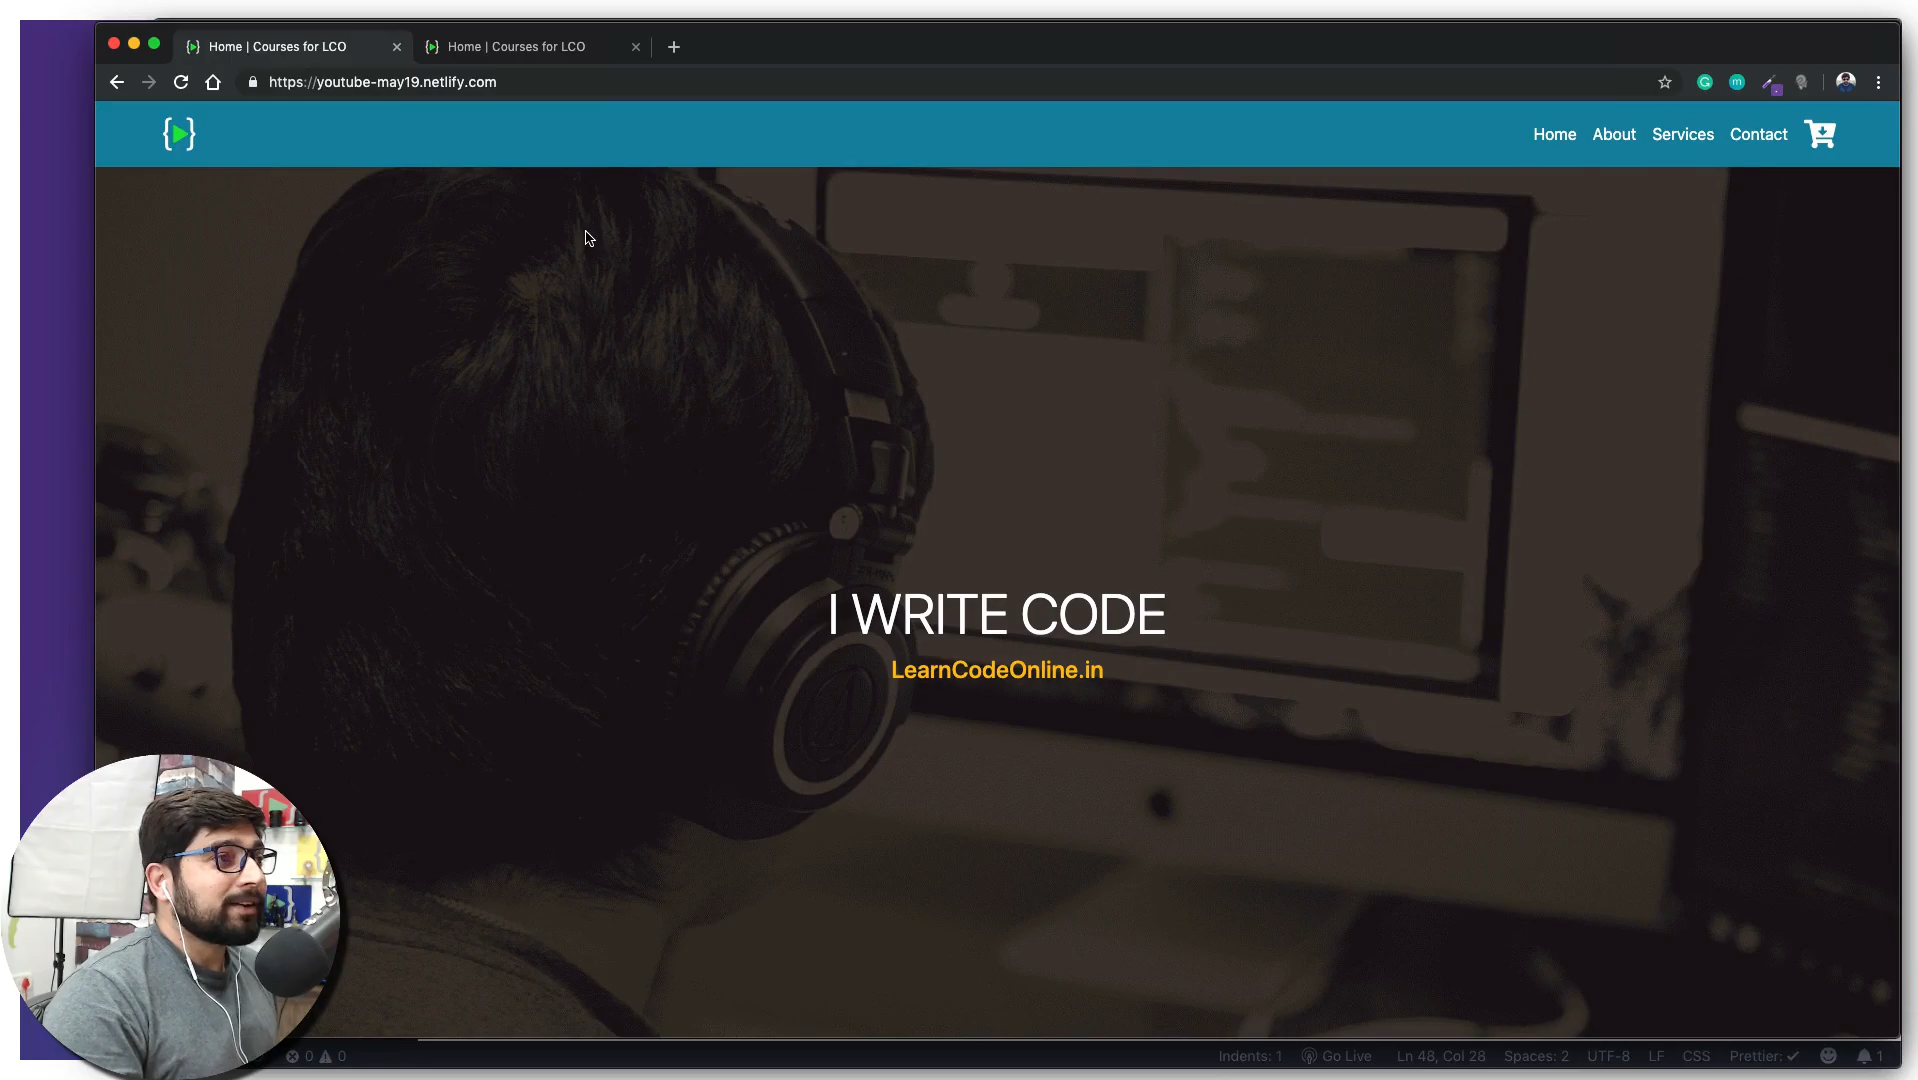 Home | Courses for LCO
Home | Courses for LCO
https://youtube-may19.netlify.com
Home About Services Contact
I WRITE CODE
LearnCodeOnline.in
0 0
Indents: 1 Go Live Ln 48, Col 28 Spaces: 2 UTF-8 LF CSS Prettier: ✓ 1